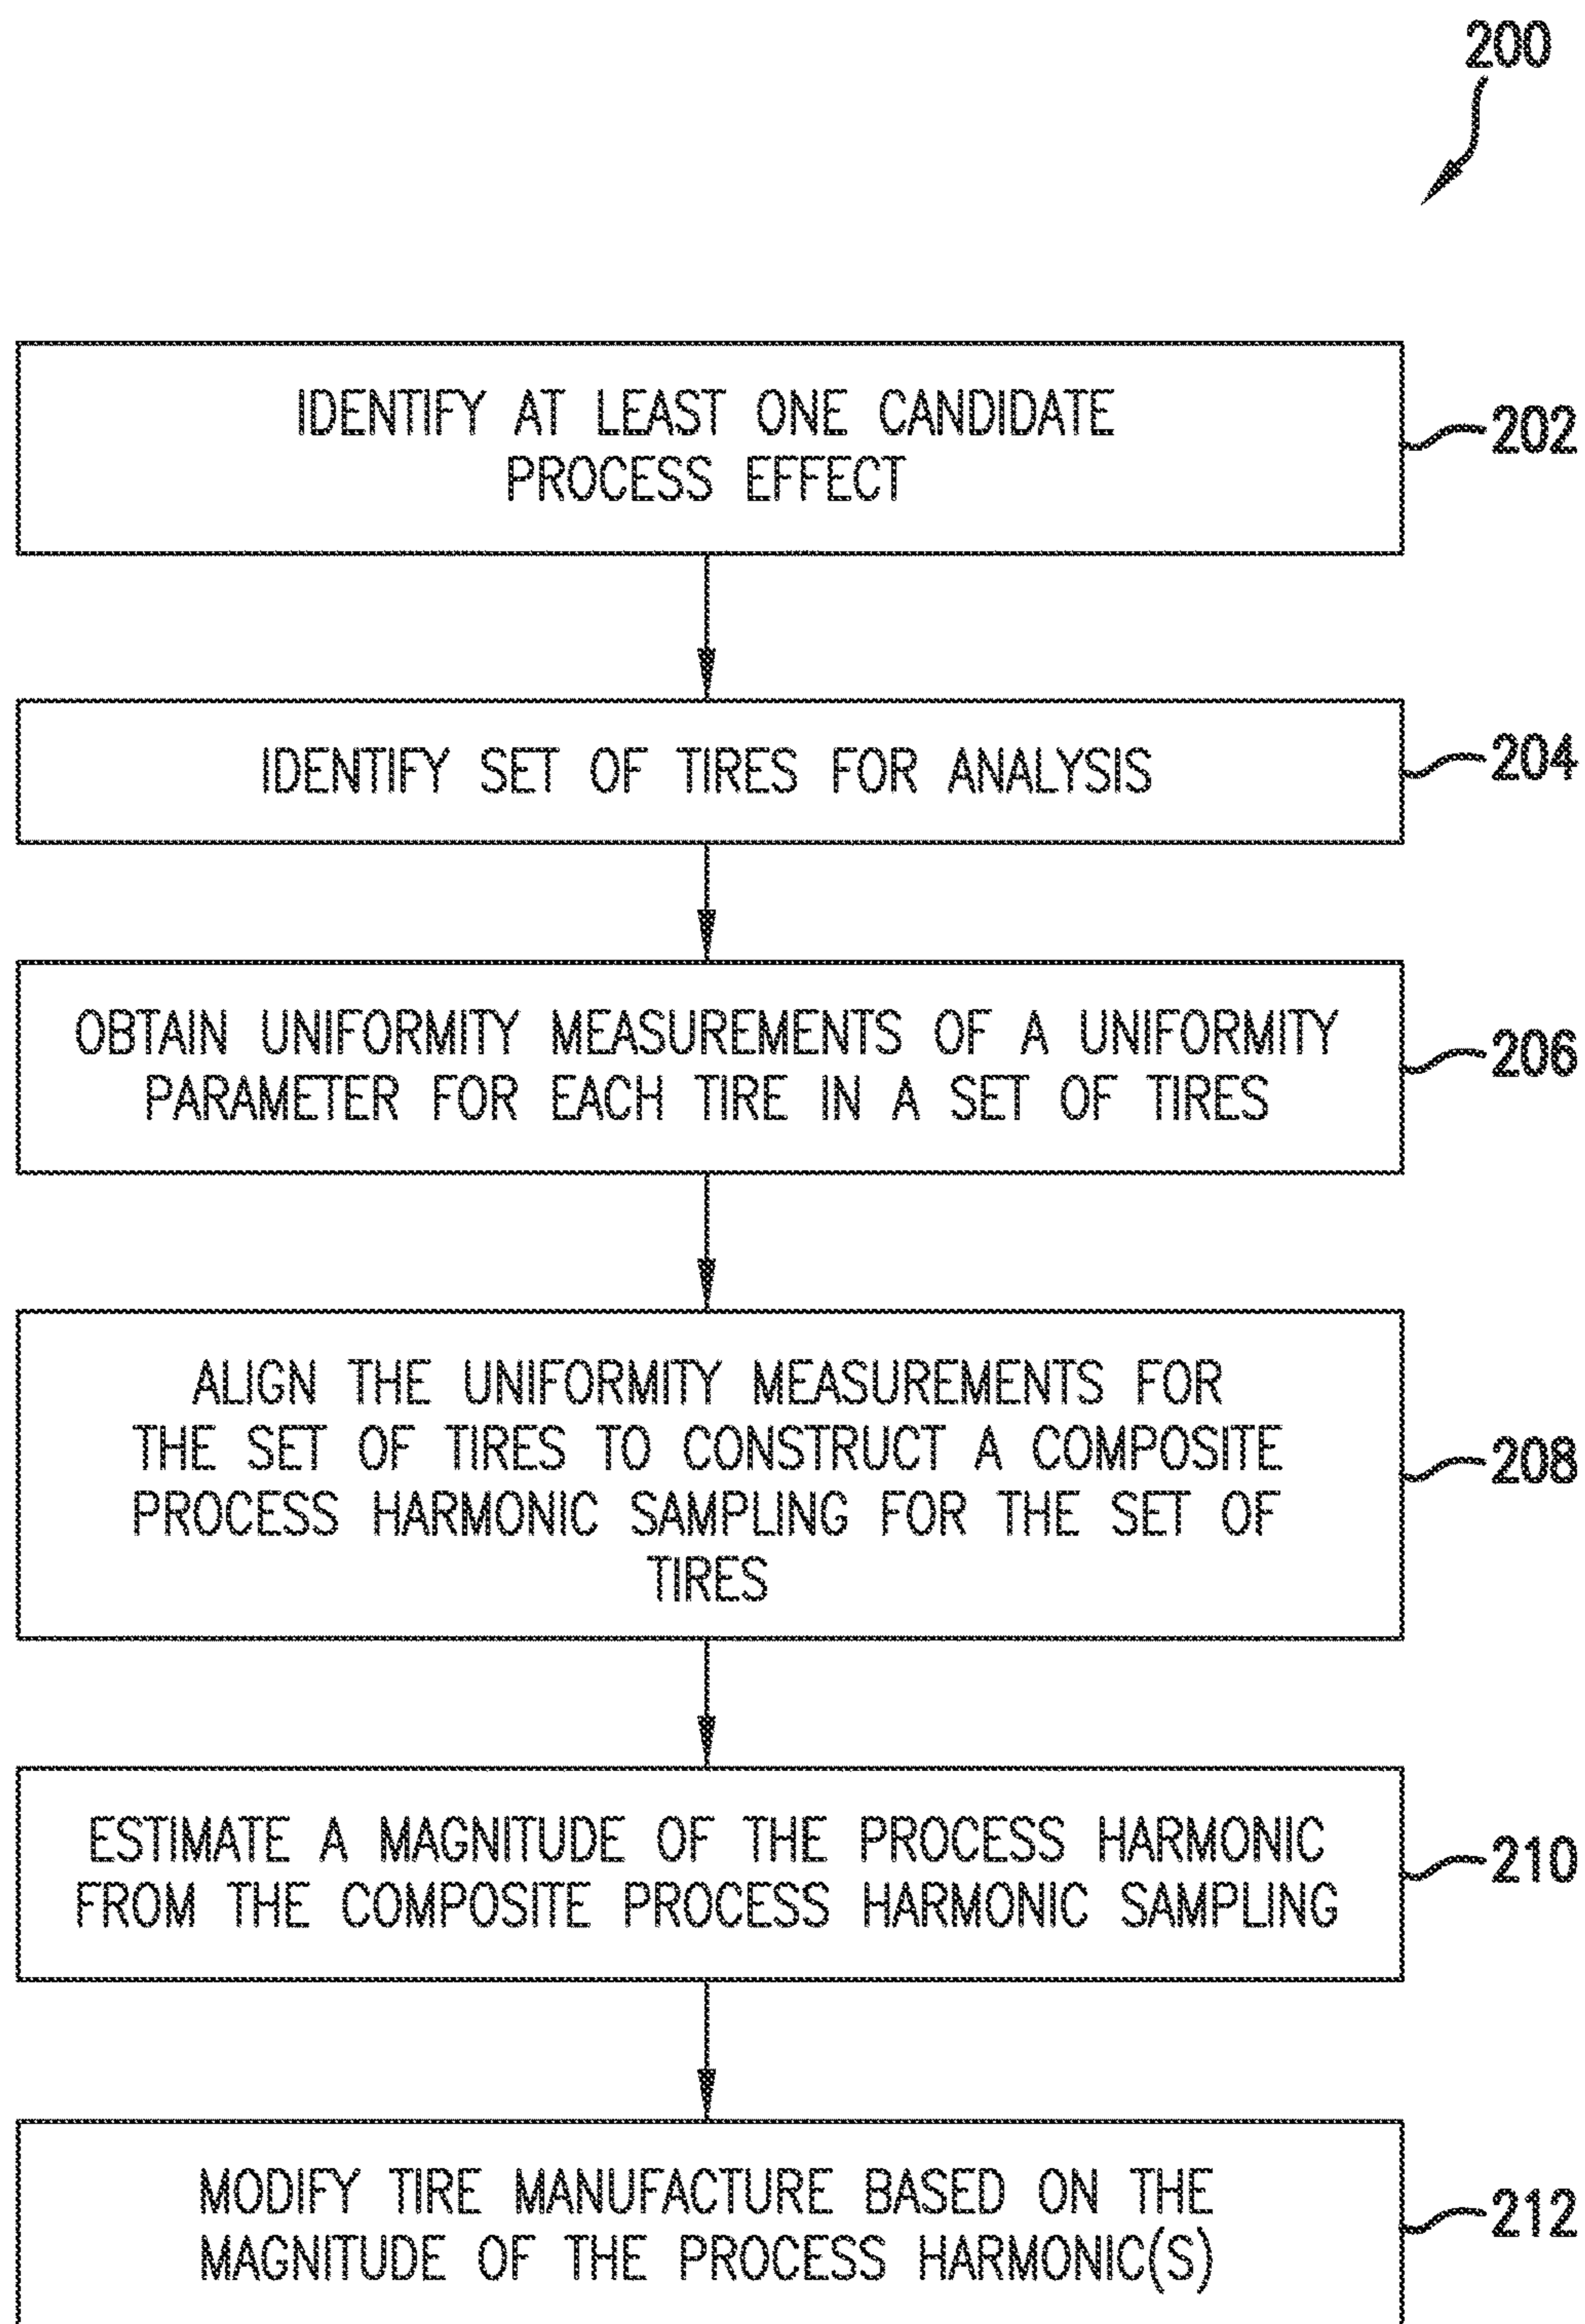 200
IDENTIFY AT LEAST ONE CANDIDATE
PROCESS EFFECT
202
IDENTIFY SET OF TIRES FOR ANALYSIS
204
OBTAIN UNIFORMITY MEASUREMENTS OF A UNIFORMITY
PARAMETER FOR EACH TIRE IN A SET OF TIRES
206
ALIGN THE UNIFORMITY MEASUREMENTS FOR
THE SET OF TIRES TO CONSTRUCT A COMPOSITE
PROCESS HARMONIC SAMPLING FOR THE SET OF
TIRES
208
ESTIMATE A MAGNITUDE OF THE PROCESS HARMONIC
FROM THE COMPOSITE PROCESS HARMONIC SAMPLING
210
MODIFY TIRE MANUFACTURE BASED ON THE
MAGNITUDE OF THE PROCESS HARMONIC(S)
212